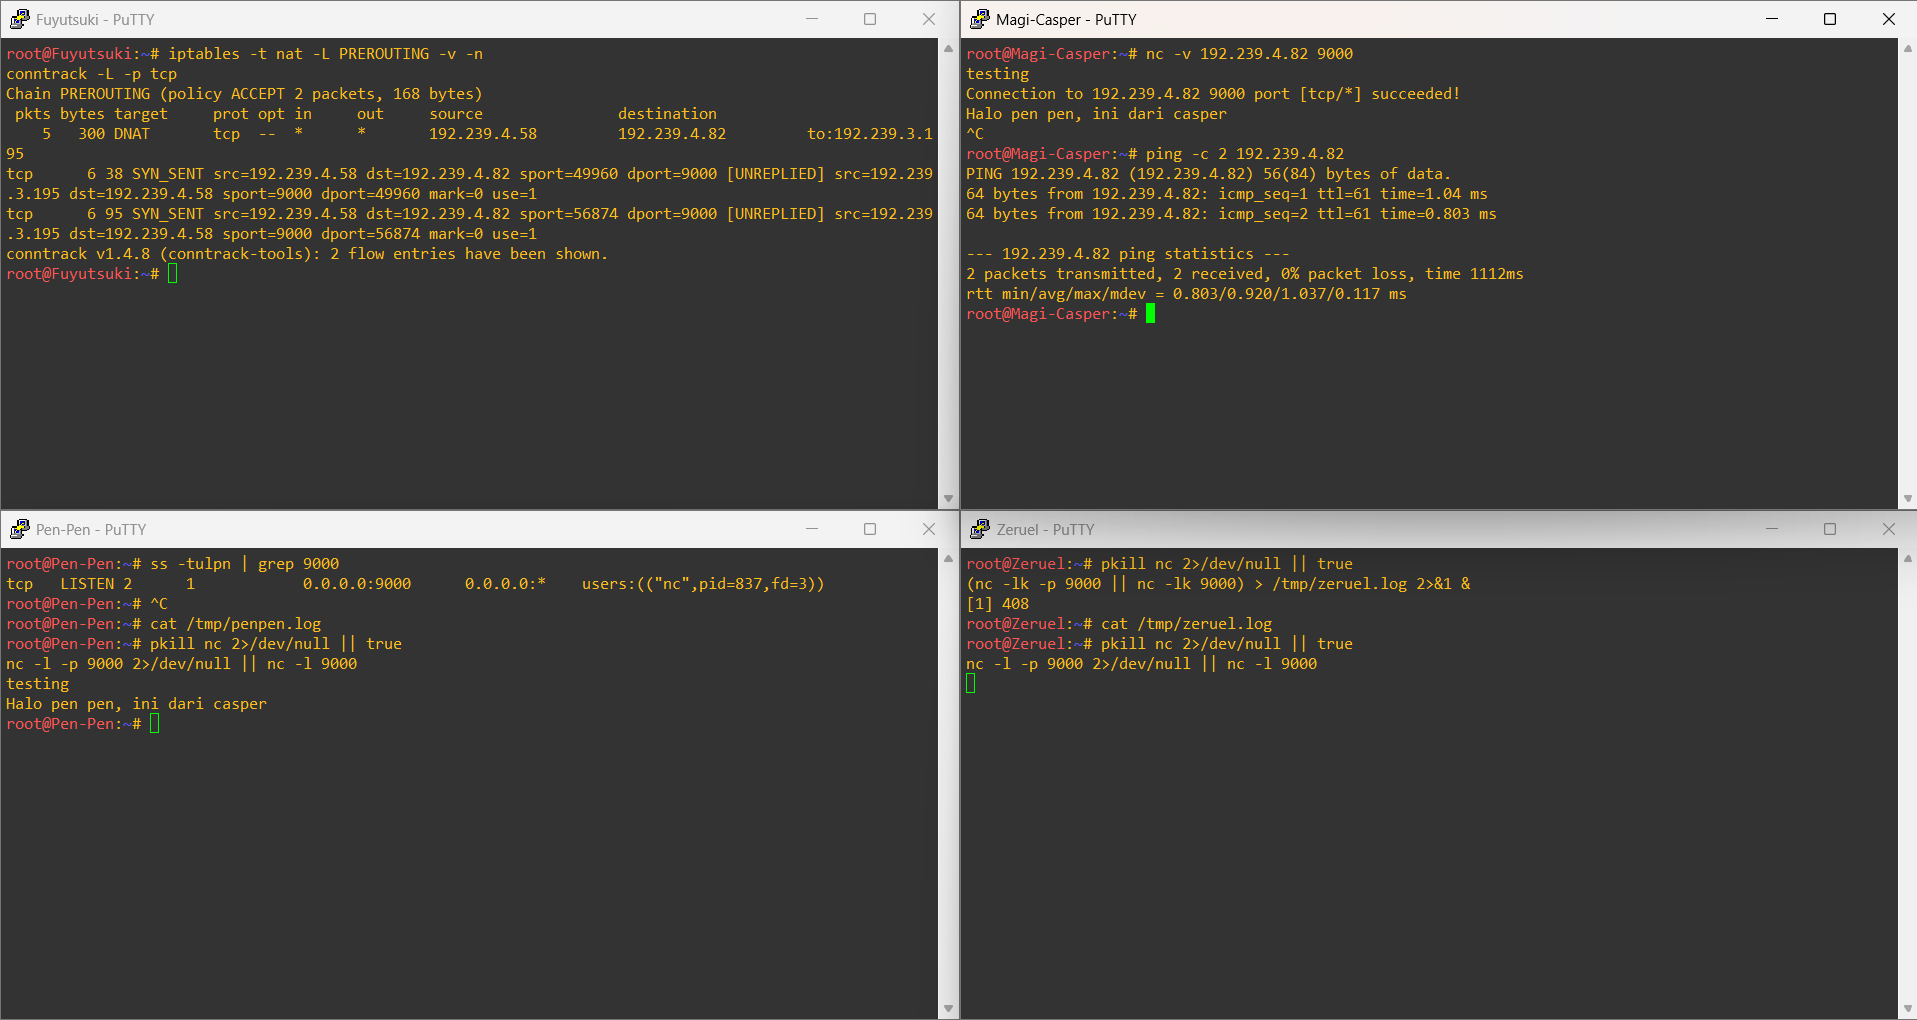 Fuyutsuki - PuTTY
root@Fuyutsuki:~# iptables -t nat -L PREROUTING -v -n
conntrack -L -p tcp
Chain PREROUTING (policy ACCEPT 2 packets, 168 bytes)
 pkts bytes target     prot opt in     out     source               destination
    5   300 DNAT       tcp  --  *      *       192.239.4.58         192.239.4.82         to:192.239.3.1
95
tcp      6 38 SYN_SENT src=192.239.4.58 dst=192.239.4.82 sport=49960 dport=9000 [UNREPLIED] src=192.239
.3.195 dst=192.239.4.58 sport=9000 dport=49960 mark=0 use=1
tcp      6 95 SYN_SENT src=192.239.4.58 dst=192.239.4.82 sport=56874 dport=9000 [UNREPLIED] src=192.239
.3.195 dst=192.239.4.58 sport=9000 dport=56874 mark=0 use=1
conntrack v1.4.8 (conntrack-tools): 2 flow entries have been shown.
root@Fuyutsuki:~#
Magi-Casper - PuTTY
root@Magi-Casper:~# nc -v 192.239.4.82 9000
testing
Connection to 192.239.4.82 9000 port [tcp/*] succeeded!
Halo pen pen, ini dari casper
^C
root@Magi-Casper:~# ping -c 2 192.239.4.82
PING 192.239.4.82 (192.239.4.82) 56(84) bytes of data.
64 bytes from 192.239.4.82: icmp_seq=1 ttl=61 time=1.04 ms
64 bytes from 192.239.4.82: icmp_seq=2 ttl=61 time=0.803 ms
--- 192.239.4.82 ping statistics ---
2 packets transmitted, 2 received, 0% packet loss, time 1112ms
rtt min/avg/max/mdev = 0.803/0.920/1.037/0.117 ms
root@Magi-Casper:~#
Pen-Pen - PuTTY
root@Pen-Pen:~# ss -tulpn | grep 9000
tcp   LISTEN 2      1            0.0.0.0:9000      0.0.0.0:*    users:(("nc",pid=837,fd=3))
root@Pen-Pen:~# ^C
root@Pen-Pen:~# cat /tmp/penpen.log
root@Pen-Pen:~# pkill nc 2>/dev/null || true
nc -l -p 9000 2>/dev/null || nc -l 9000
testing
Halo pen pen, ini dari casper
root@Pen-Pen:~#
Zeruel - PuTTY
root@Zeruel:~# pkill nc 2>/dev/null || true
(nc -lk -p 9000 || nc -lk 9000) > /tmp/zeruel.log 2>&1 &
[1] 408
root@Zeruel:~# cat /tmp/zeruel.log
root@Zeruel:~# pkill nc 2>/dev/null || true
nc -l -p 9000 2>/dev/null || nc -l 9000